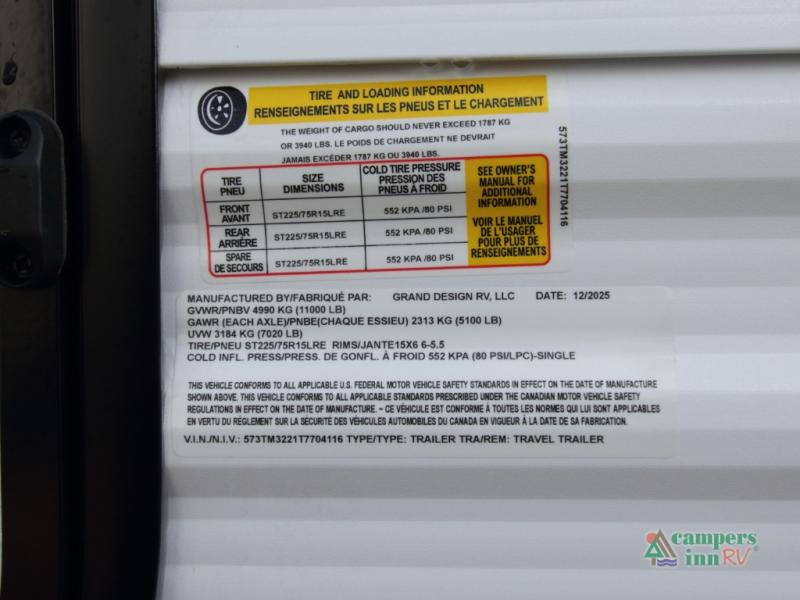 TIRE AND LOADING INFORMATION
RENSEIGNEMENTS SUR LES PNEUS ET LE CHARGEMENT
THE WEIGHT OF CARGO SHOULD NEVER EXCEED 1787 KG
OR 3940 LBS. LE POIDS DE CHARGEMENT NE DEVRAIT
JAMAIS EXCÉDER 1787 KG OU 3940 LBS.
TIRE
PNEU
SIZE
DIMENSIONS
COLD TIRE PRESSURE
PRESSION DES
PNEUS À FROID
FRONT
AVANT
ST225/75R15LRE
552 KPA /80 PSI
REAR
ARRIÈRE
ST225/75R15LRE
552 KPA /80 PSI
SPARE
DE SECOURS
ST225/75R15LRE
552 KPA /80 PSI
SEE OWNER'S
MANUAL FOR
ADDITIONAL
INFORMATION
VOIR LE MANUEL
DE L'USAGER
POUR PLUS DE
RENSEIGNEMENTS
573TM3221T7704116
MANUFACTURED BY/FABRIQUÉ PAR: GRAND DESIGN RV, LLC DATE: 12/2025
GVWR/PNBV 4990 KG (11000 LB)
GAWR (EACH AXLE)/PNBE(CHAQUE ESSIEU) 2313 KG (5100 LB)
UVW 3184 KG (7020 LB)
TIRE/PNEU ST225/75R15LRE RIMS/JANTE15X6 6-5.5
COLD INFL. PRESS/PRESS. DE GONFL. À FROID 552 KPA (80 PSI/LPC)-SINGLE
THIS VEHICLE CONFORMS TO ALL APPLICABLE U.S. FEDERAL MOTOR VEHICLE SAFETY STANDARDS IN EFFECT ON THE DATE OF MANUFACTURE
SHOWN ABOVE. THIS VEHICLE CONFORMS TO ALL APPLICABLE STANDARDS PRESCRIBED UNDER THE CANADIAN MOTOR VEHICLE SAFETY
REGULATIONS IN EFFECT ON THE DATE OF MANUFACTURE. ~ CE VÉHICULE EST CONFORME À TOUTES LES NORMES QUI LUI SONT APPLICABLES
EN VERTU DU RÈGLEMENT SUR LA SÉCURITÉ DES VÉHICULES AUTOMOBILES DU CANADA EN VIGUEUR À LA DATE DE SA FABRICATION.
V.I.N./N.I.V.: 573TM3221T7704116 TYPE/TYPE: TRAILER TRA/REM: TRAVEL TRAILER
campers
inn RV®